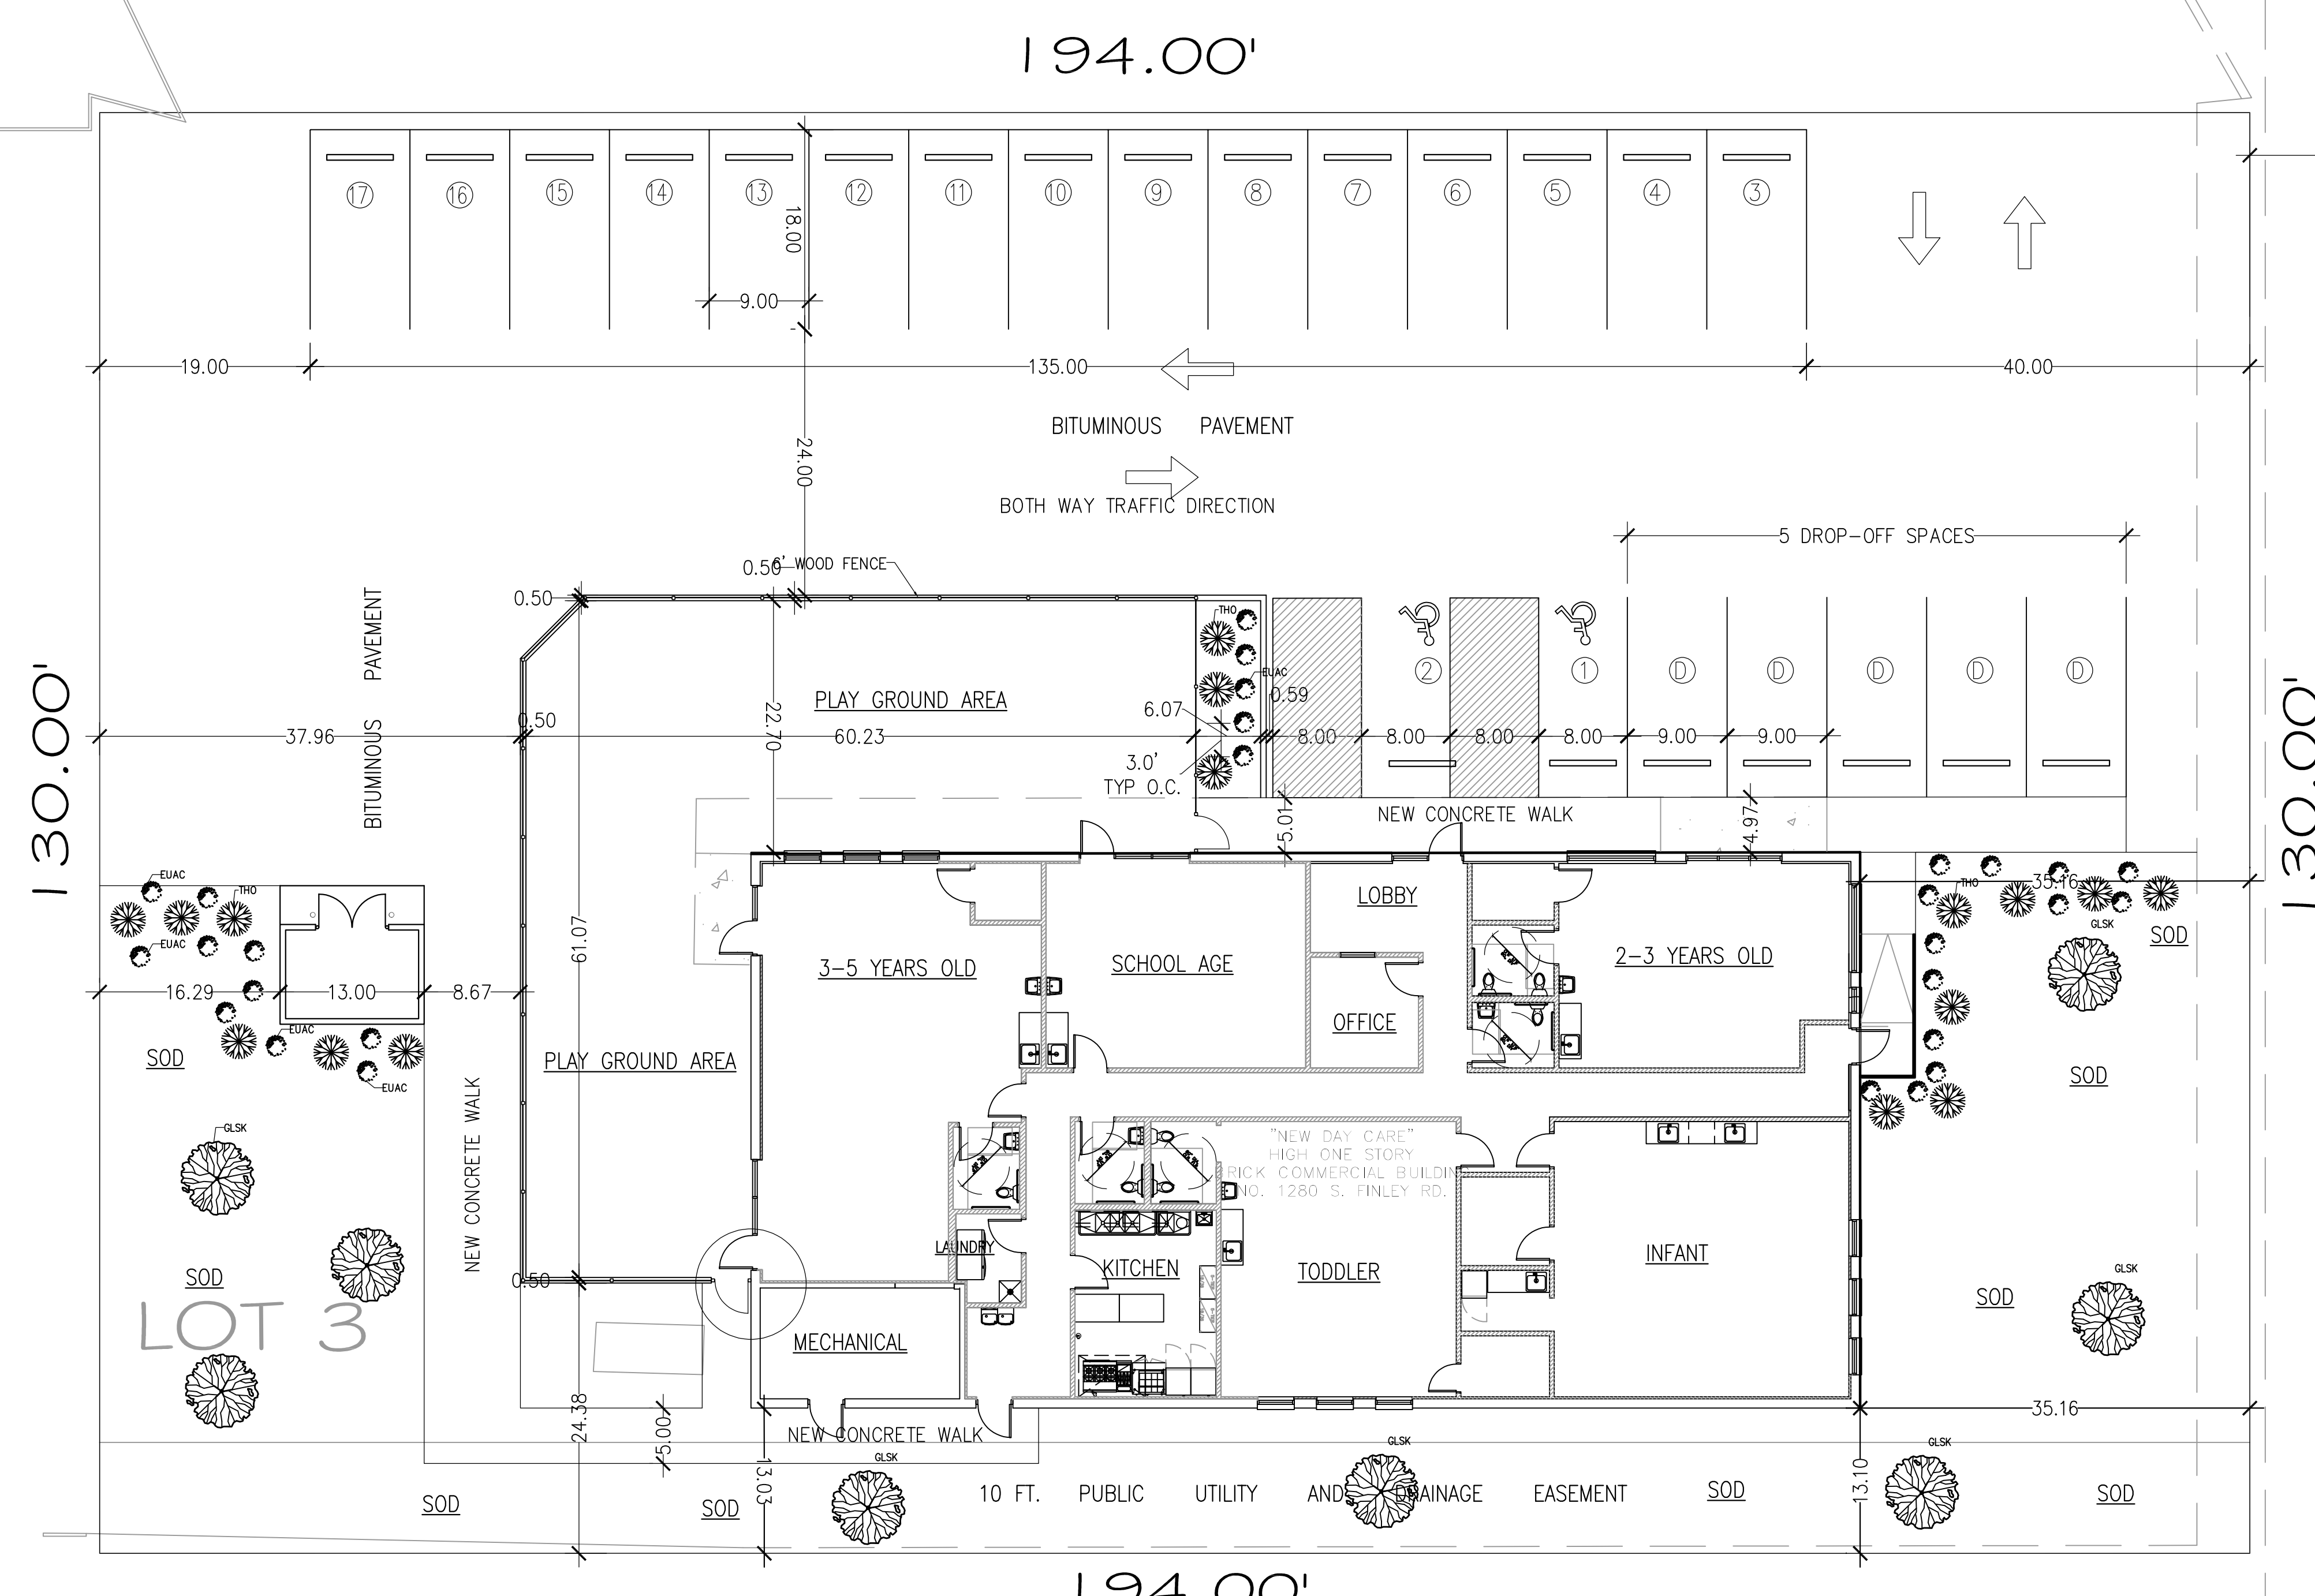 194.00'
17
16
15
14
13
12
11
10
9
8
7
6
5
4
3
18.00
9.00
19.00
135.00
40.00
BITUMINOUS PAVEMENT
24.00
BOTH WAY TRAFFIC DIRECTION
5 DROP-OFF SPACES
6' WOOD FENCE
0.50
0.50
BITUMINOUS PAVEMENT
THO
EUAC
0.59
2
1
D
D
D
D
D
PLAY GROUND AREA
6.07
0.50
37.96
22.70
60.23
8.00
8.00
8.00
8.00
9.00
9.00
3.0'
TYP O.C.
130.00'
130.00'
5.01
NEW CONCRETE WALK
4.97
EUAC
THO
EUAC
LOBBY
35.16
THO
GLSK
SOD
61.07
3-5 YEARS OLD
SCHOOL AGE
2-3 YEARS OLD
16.29
13.00
8.67
OFFICE
EUAC
SOD
PLAY GROUND AREA
EUAC
SOD
GLSK
NEW CONCRETE WALK
"NEW DAY CARE"
HIGH ONE STORY
RICK COMMERCIAL BUILDIN
NO. 1280 S. FINLEY RD.
LAUNDRY
KITCHEN
TODDLER
INFANT
GLSK
SOD
0.50
SOD
LOT 3
MECHANICAL
24.38
5.00
35.16
NEW CONCRETE WALK
13.03
GLSK
GLSK
GLSK
13.10
10 FT. PUBLIC UTILITY AND DRAINAGE EASEMENT
SOD
SOD
SOD
SOD
194.00'